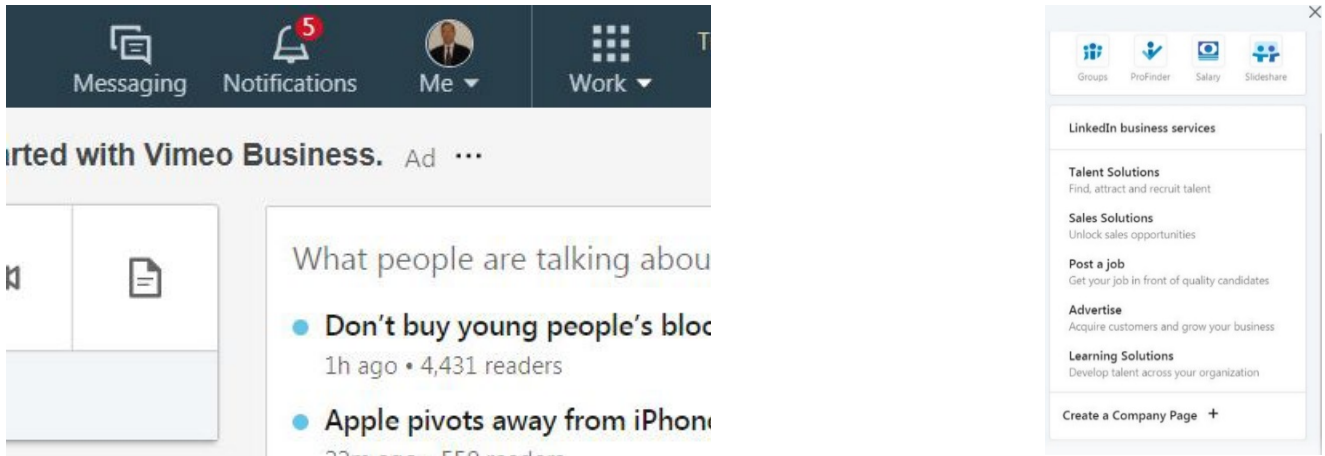 5
Messaging Notifications Me Work
rted with Vimeo Business. Ad ...
What people are talking abou
Don't buy young people's bloo
1h ago • 4,431 readers
Apple pivots away from iPhon
Groups ProFinder Salary Slideshare
LinkedIn business services
Talent Solutions
Find, attract and recruit talent
Sales Solutions
Unlock sales opportunities
Post a job
Get your job in front of quality candidates
Advertise
Acquire customers and grow your business
Learning Solutions
Develop talent across your organization
Create a Company Page +